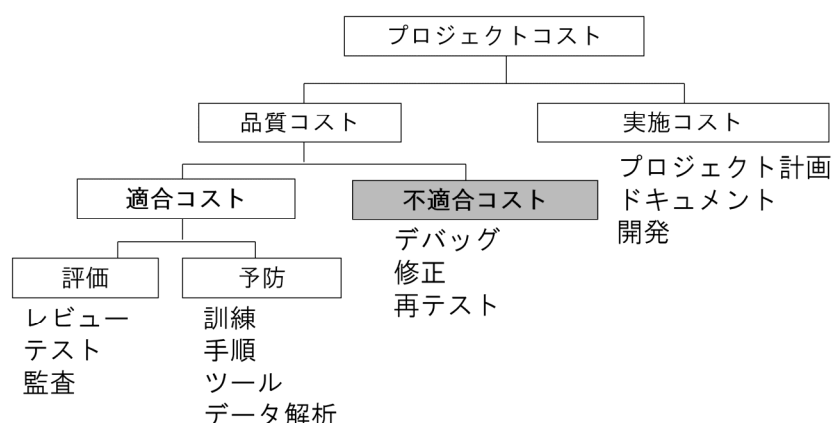 プロジェクトコスト
品質コスト
実施コスト
プロジェクト計画
ドキュメント
開発
適合コスト
不適合コスト
デバッグ
修正
再テスト
評価
レビュー
テスト
監査
予防
訓練
手順
ツール
データ解析